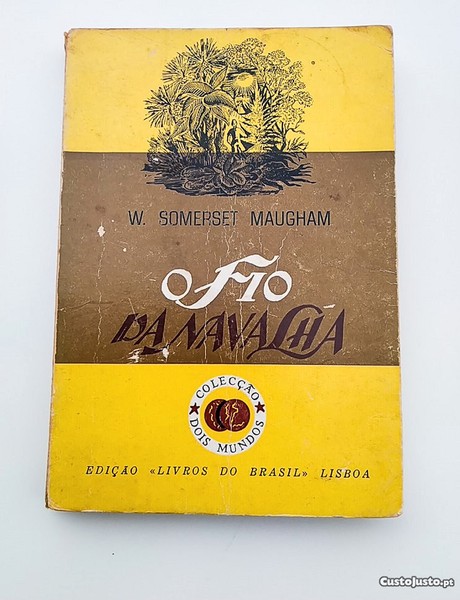 W. SOMERSET MAUGHAM
O FIO
DA NAVALHA
COLECÇÃO
DOIS MUNDOS
EDIÇÃO «LIVROS DO BRASIL» LISBOA
CustoJusto.pt